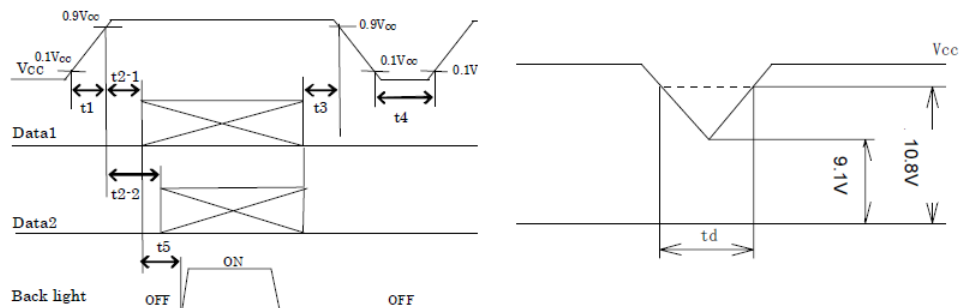 0.9Vcc
0.9Vcc
0.1Vcc
0.1Vcc
0.1V
Vcc
t2-1
t1
t3
t4
Data1
t2-2
Data2
t5
ON
Back light
OFF
OFF
Vcc
9.1V
10.8V
td